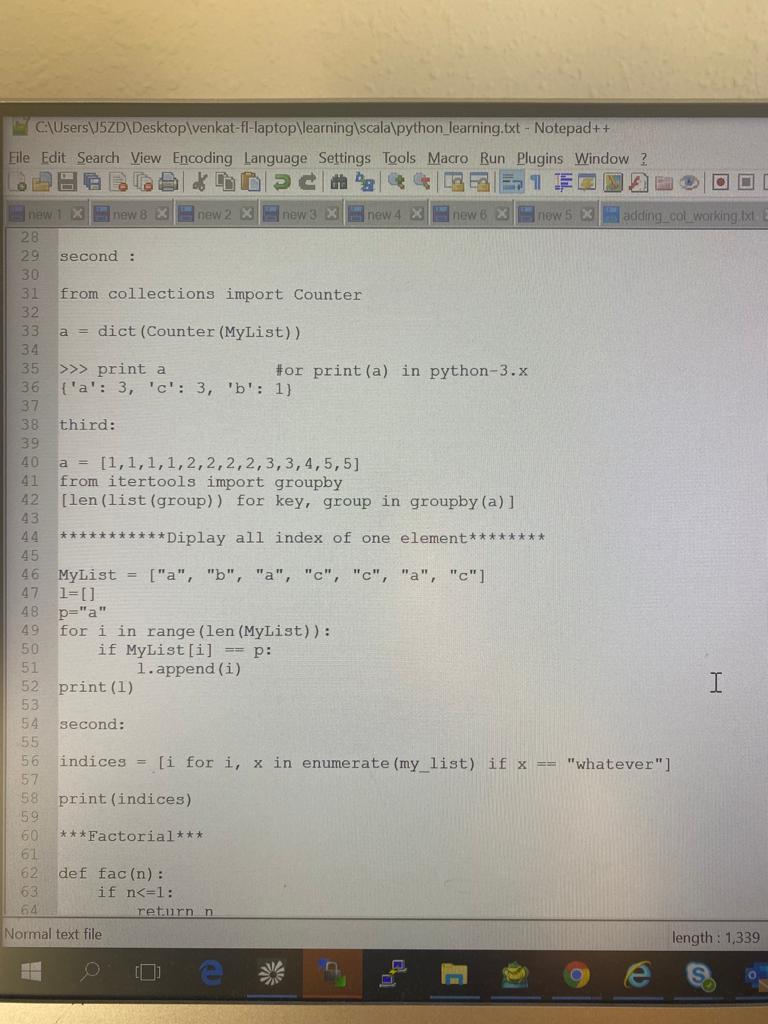 C:\Users\J5ZD\Desktop\venkat-fl-laptop\learning\scala\python_learning.txt - Notepad++
File Edit Search View Encoding Language Settings Tools Macro Run Plugins Window ?
new 1 new 8 new 2 new 3 new 4 new 6 new 5 adding_col_working.txt
28
29 second :
30
31 from collections import Counter
32
33 a = dict(Counter(MyList))
34
35 >>> print a #or print(a) in python-3.x
36 {'a': 3, 'c': 3, 'b': 1}
37
38 third:
39
40 a = [1,1,1,1,2,2,2,2,3,3,4,5,5]
41 from itertools import groupby
42 [len(list(group)) for key, group in groupby(a)]
43
44 ***********Diplay all index of one element********
45
46 MyList = ["a", "b", "a", "c", "c", "a", "c"]
47 l=[]
48 p="a"
49 for i in range(len(MyList)):
50 if MyList[i] == p:
51 l.append(i)
52 print(l)
53
54 second:
55
56 indices = [i for i, x in enumerate(my_list) if x == "whatever"]
57
58 print(indices)
59
60 ***Factorial***
61
62 def fac(n):
63 if n<=1:
64 return n
Normal text file length : 1,339